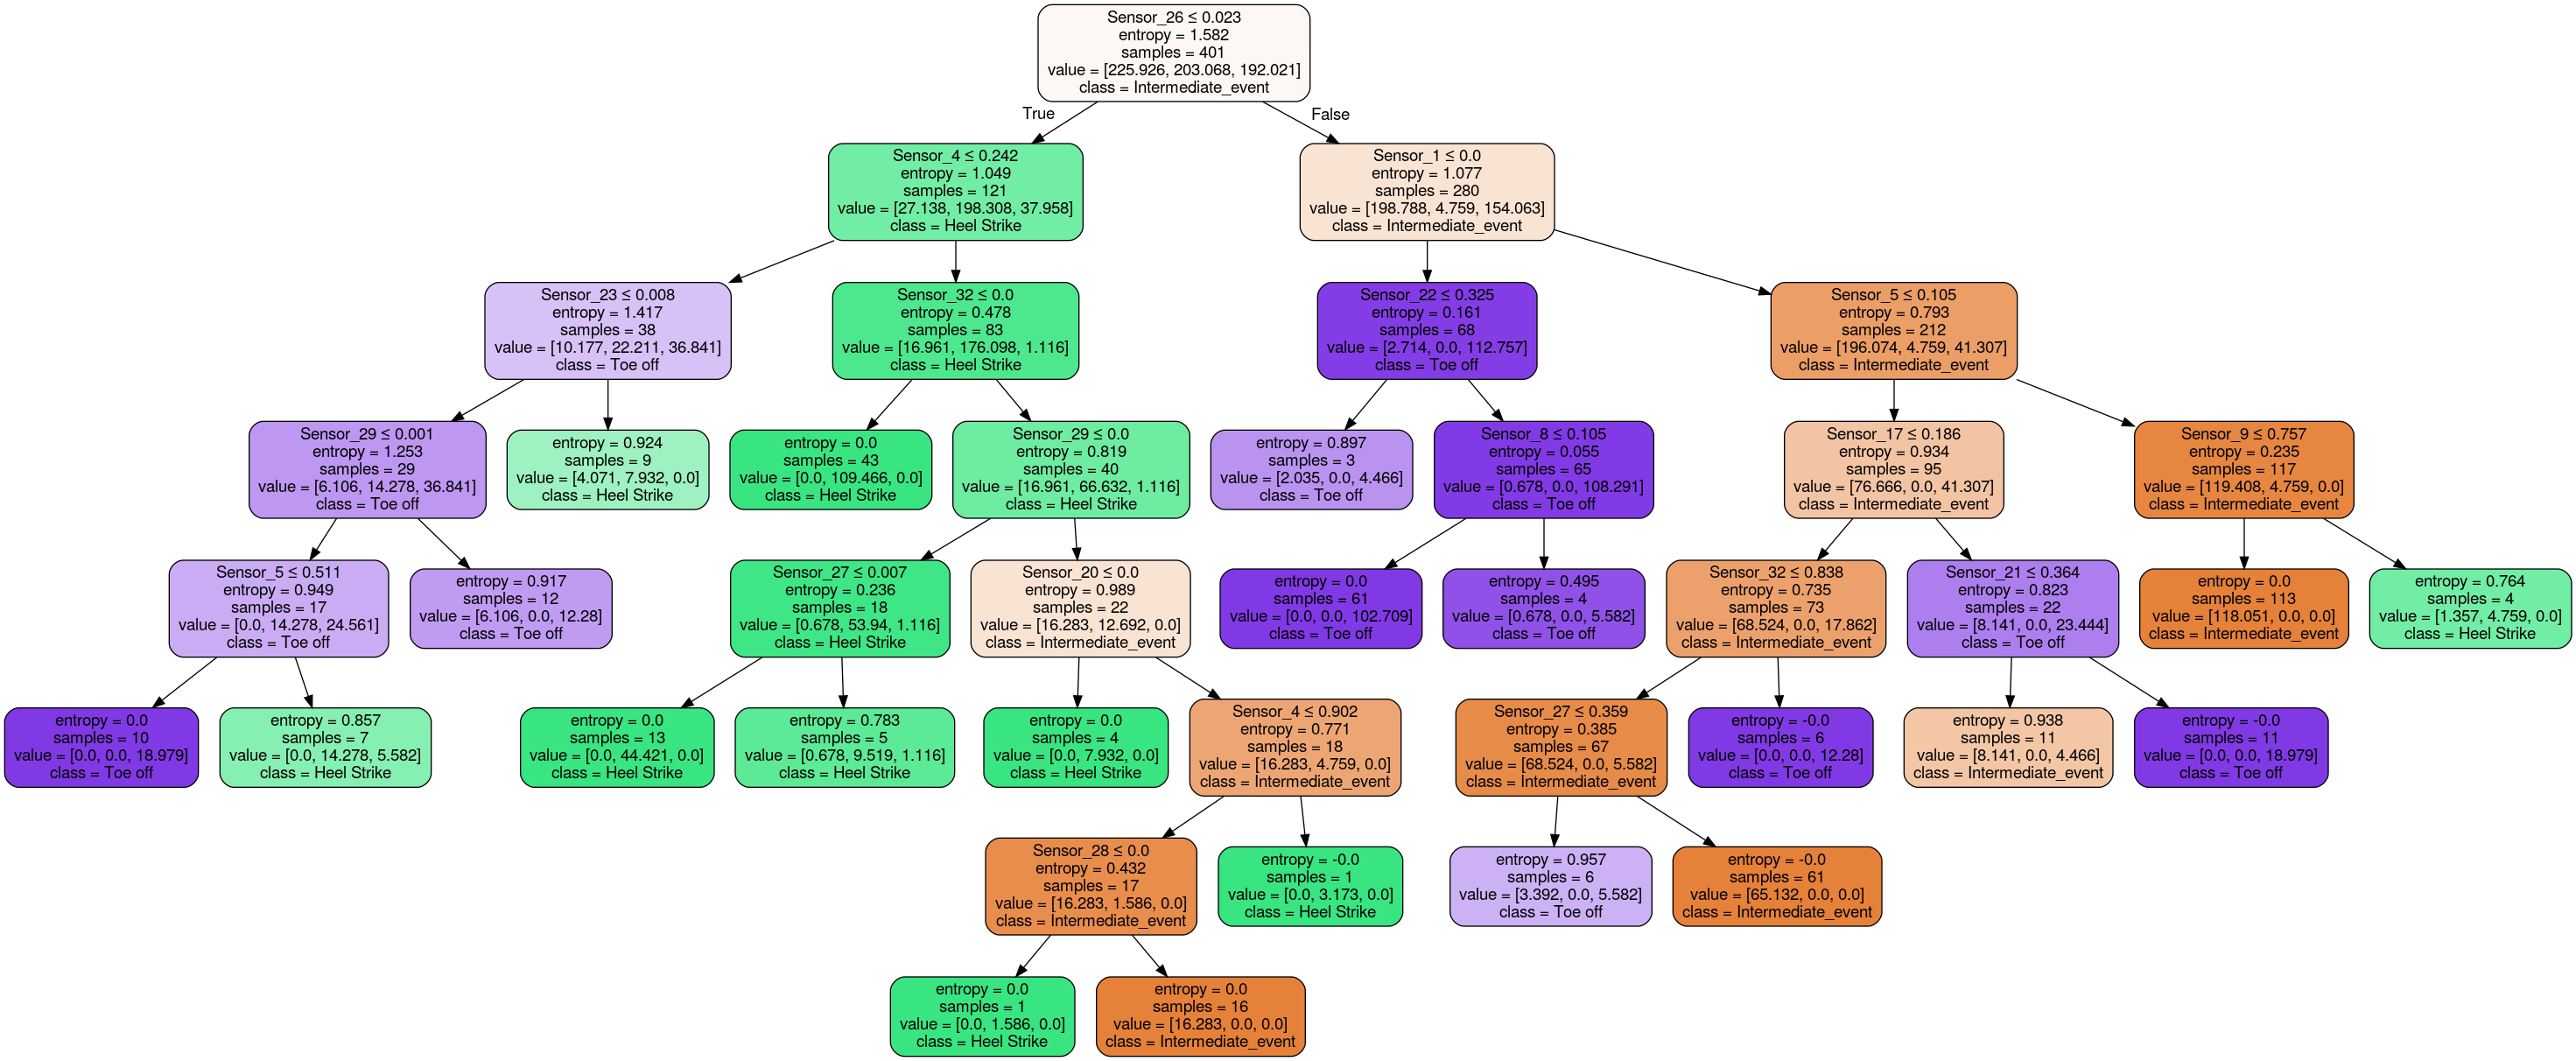 Sensor_26 ≤ 0.023
entropy = 1.582
samples = 401
value = [225.926, 203.068, 192.021]
class = Intermediate_event
True
False
Sensor_4 ≤ 0.242
entropy = 1.049
samples = 121
value = [27.138, 198.308, 37.958]
class = Heel Strike
Sensor_1 ≤ 0.0
entropy = 1.077
samples = 280
value = [198.788, 4.759, 154.063]
class = Intermediate_event
Sensor_23 ≤ 0.008
entropy = 1.417
samples = 38
value = [10.177, 22.211, 36.841]
class = Toe off
Sensor_32 ≤ 0.0
entropy = 0.478
samples = 83
value = [16.961, 176.098, 1.116]
class = Heel Strike
Sensor_22 ≤ 0.325
entropy = 0.161
samples = 68
value = [2.714, 0.0, 112.757]
class = Toe off
Sensor_5 ≤ 0.105
entropy = 0.793
samples = 212
value = [196.074, 4.759, 41.307]
class = Intermediate_event
Sensor_29 ≤ 0.001
entropy = 1.253
samples = 29
value = [6.106, 14.278, 36.841]
class = Toe off
entropy = 0.924
samples = 9
value = [4.071, 7.932, 0.0]
class = Heel Strike
entropy = 0.0
samples = 43
value = [0.0, 109.466, 0.0]
class = Heel Strike
Sensor_29 ≤ 0.0
entropy = 0.819
samples = 40
value = [16.961, 66.632, 1.116]
class = Heel Strike
entropy = 0.897
samples = 3
value = [2.035, 0.0, 4.466]
class = Toe off
Sensor_8 ≤ 0.105
entropy = 0.055
samples = 65
value = [0.678, 0.0, 108.291]
class = Toe off
Sensor_17 ≤ 0.186
entropy = 0.934
samples = 95
value = [76.666, 0.0, 41.307]
class = Intermediate_event
Sensor_9 ≤ 0.757
entropy = 0.235
samples = 117
value = [119.408, 4.759, 0.0]
class = Intermediate_event
Sensor_5 ≤ 0.511
entropy = 0.949
samples = 17
value = [0.0, 14.278, 24.561]
class = Toe off
entropy = 0.917
samples = 12
value = [6.106, 0.0, 12.28]
class = Toe off
Sensor_27 ≤ 0.007
entropy = 0.236
samples = 18
value = [0.678, 53.94, 1.116]
class = Heel Strike
Sensor_20 ≤ 0.0
entropy = 0.989
samples = 22
value = [16.283, 12.692, 0.0]
class = Intermediate_event
entropy = 0.0
samples = 61
value = [0.0, 0.0, 102.709]
class = Toe off
entropy = 0.495
samples = 4
value = [0.678, 0.0, 5.582]
class = Toe off
Sensor_32 ≤ 0.838
entropy = 0.735
samples = 73
value = [68.524, 0.0, 17.862]
class = Intermediate_event
Sensor_21 ≤ 0.364
entropy = 0.823
samples = 22
value = [8.141, 0.0, 23.444]
class = Toe off
entropy = 0.0
samples = 113
value = [118.051, 0.0, 0.0]
class = Intermediate_event
entropy = 0.764
samples = 4
value = [1.357, 4.759, 0.0]
class = Heel Strike
entropy = 0.0
samples = 10
value = [0.0, 0.0, 18.979]
class = Toe off
entropy = 0.857
samples = 7
value = [0.0, 14.278, 5.582]
class = Heel Strike
entropy = 0.0
samples = 13
value = [0.0, 44.421, 0.0]
class = Heel Strike
entropy = 0.783
samples = 5
value = [0.678, 9.519, 1.116]
class = Heel Strike
entropy = 0.0
samples = 4
value = [0.0, 7.932, 0.0]
class = Heel Strike
Sensor_4 ≤ 0.902
entropy = 0.771
samples = 18
value = [16.283, 4.759, 0.0]
class = Intermediate_event
Sensor_27 ≤ 0.359
entropy = 0.385
samples = 67
value = [68.524, 0.0, 5.582]
class = Intermediate_event
entropy = -0.0
samples = 6
value = [0.0, 0.0, 12.28]
class = Toe off
entropy = 0.938
samples = 11
value = [8.141, 0.0, 4.466]
class = Intermediate_event
entropy = -0.0
samples = 11
value = [0.0, 0.0, 18.979]
class = Toe off
Sensor_28 ≤ 0.0
entropy = 0.432
samples = 17
value = [16.283, 1.586, 0.0]
class = Intermediate_event
entropy = -0.0
samples = 1
value = [0.0, 3.173, 0.0]
class = Heel Strike
entropy = 0.957
samples = 6
value = [3.392, 0.0, 5.582]
class = Toe off
entropy = -0.0
samples = 61
value = [65.132, 0.0, 0.0]
class = Intermediate_event
entropy = 0.0
samples = 1
value = [0.0, 1.586, 0.0]
class = Heel Strike
entropy = 0.0
samples = 16
value = [16.283, 0.0, 0.0]
class = Intermediate_event